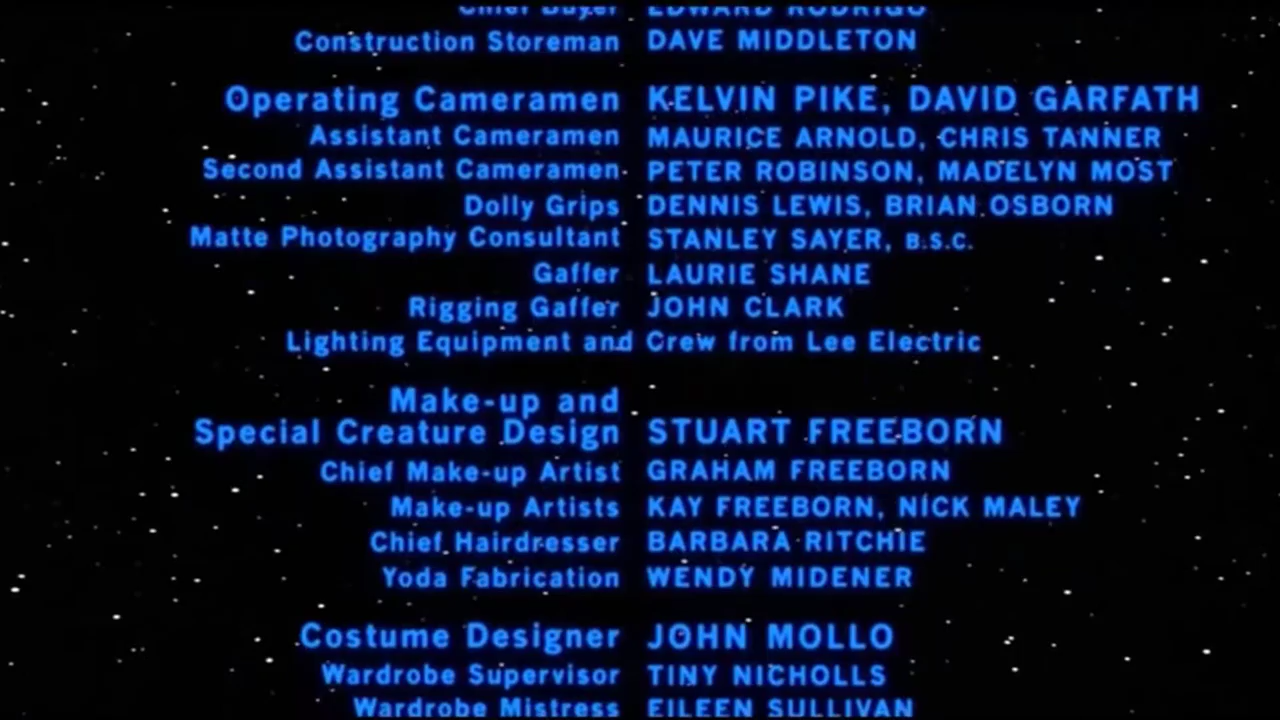 Chief Buyer EDWARD RODRIGO
Construction Storeman DAVE MIDDLETON
Operating Cameramen KELVIN PIKE, DAVID GARFATH
Assistant Cameramen MAURICE ARNOLD, CHRIS TANNER
Second Assistant Cameramen PETER ROBINSON, MADELYN MOST
Dolly Grips DENNIS LEWIS, BRIAN OSBORN
Matte Photography Consultant STANLEY SAYER, B.S.C.
Gaffer LAURIE SHANE
Rigging Gaffer JOHN CLARK
Lighting Equipment and Crew from Lee Electric
Make-up and
Special Creature Design STUART FREEBORN
Chief Make-up Artist GRAHAM FREEBORN
Make-up Artists KAY FREEBORN, NICK MALEY
Chief Hairdresser BARBARA RITCHIE
Yoda Fabrication WENDY MIDENER
Costume Designer JOHN MOLLO
Wardrobe Supervisor TINY NICHOLLS
Wardrobe Mistress EILEEN SULLIVAN